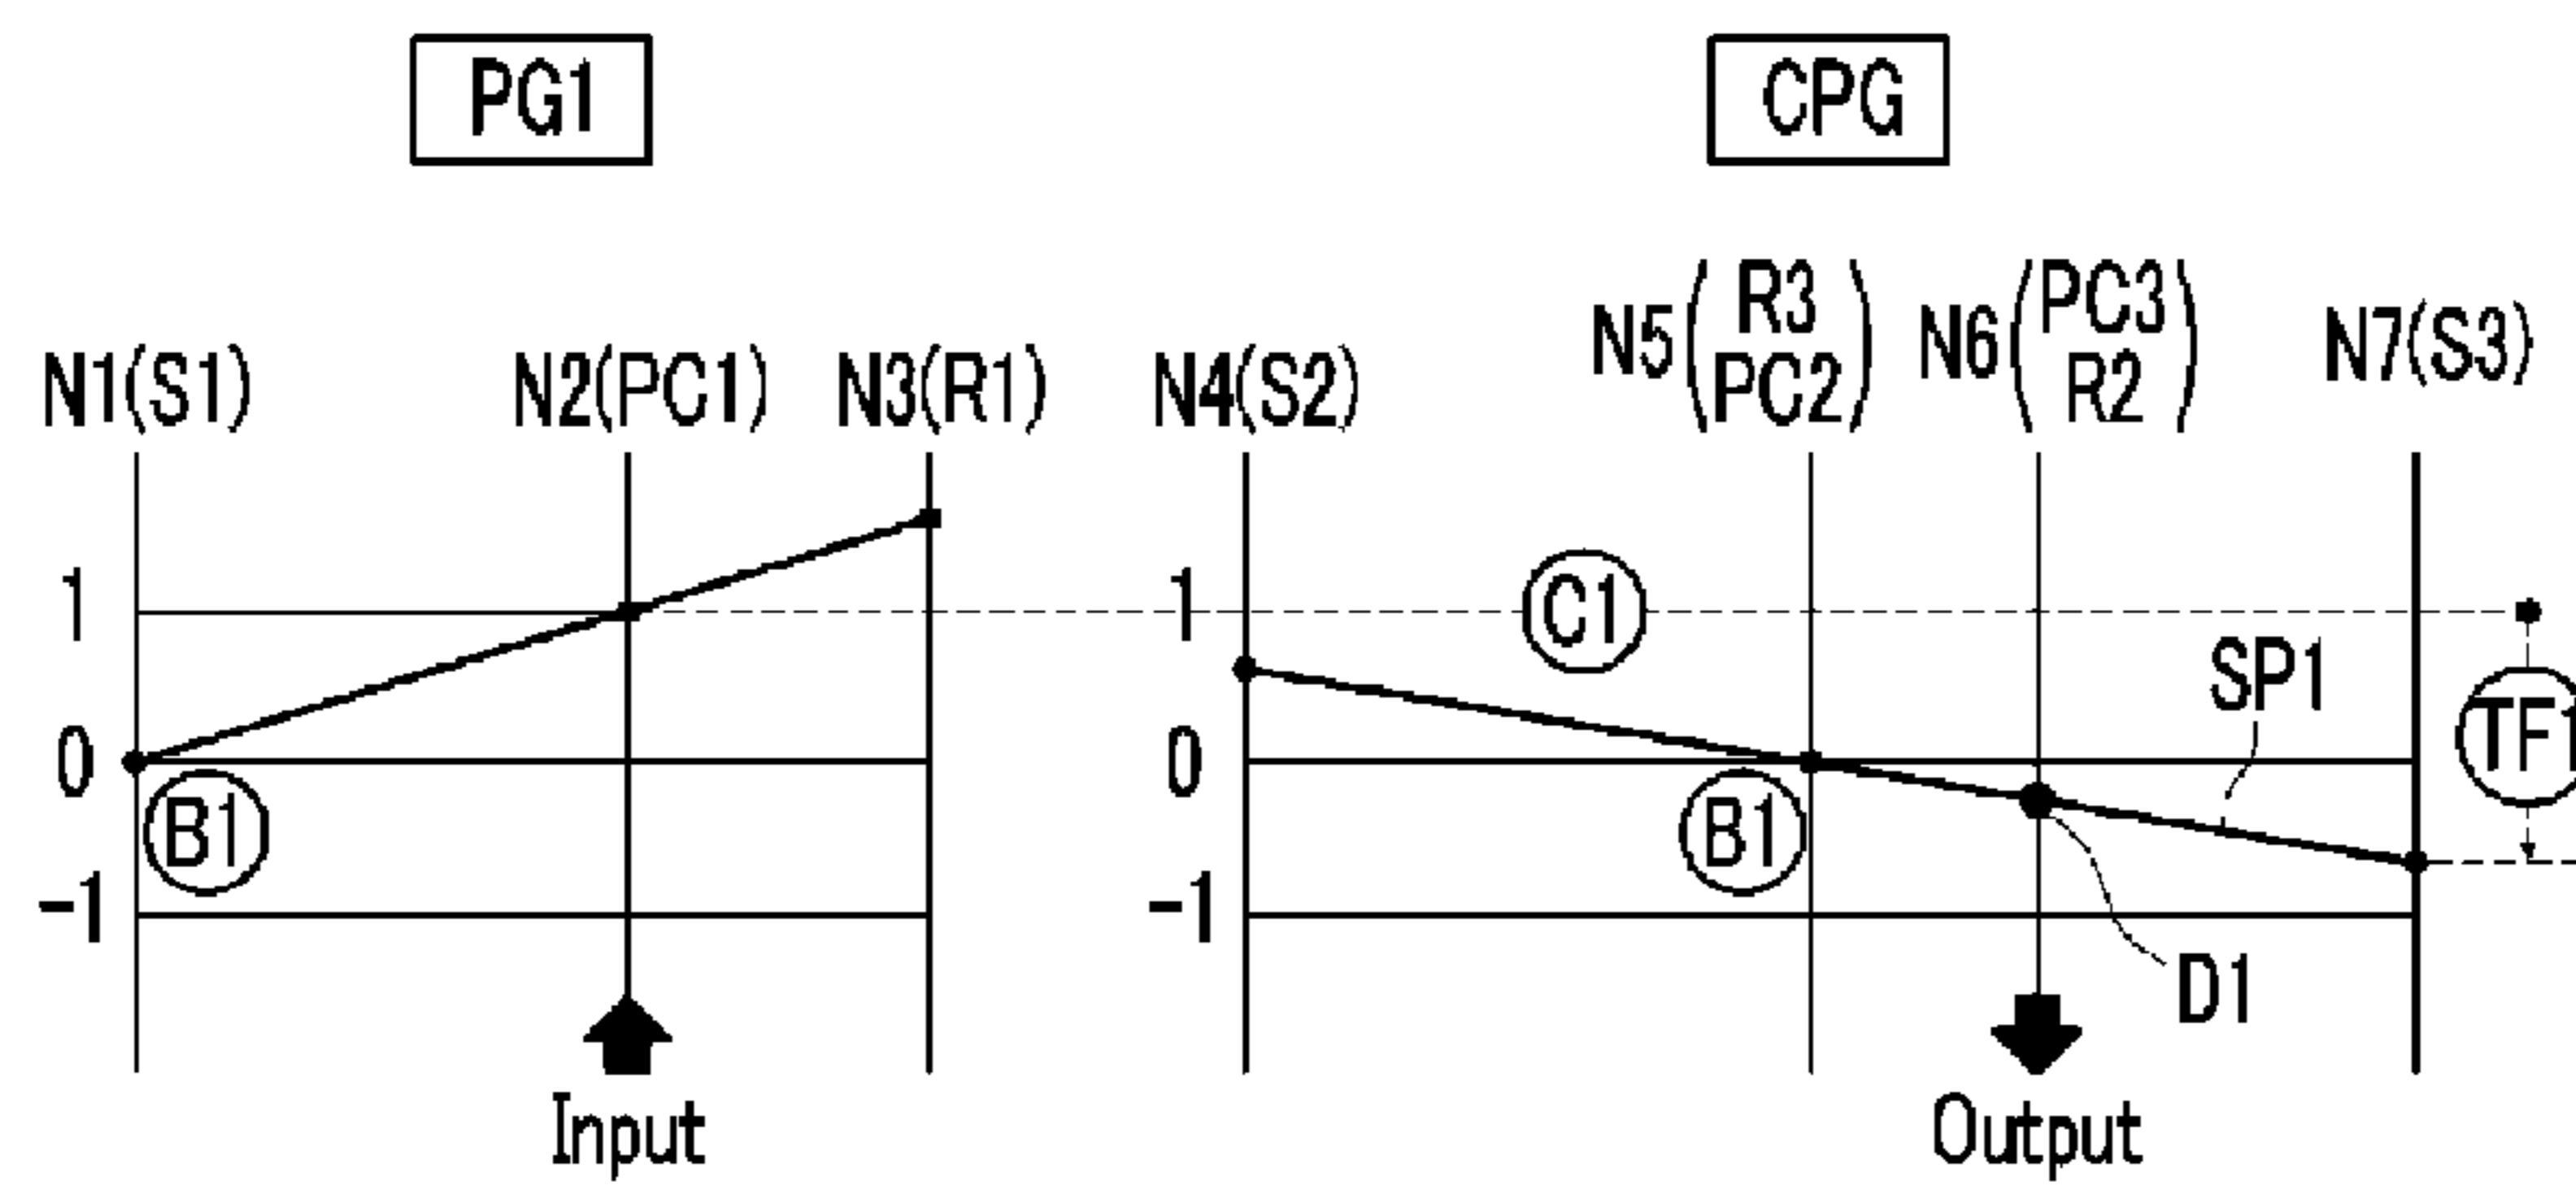 PG1 CPG
N1(S1) N2(PC1) N3(R1) N4(S2) N5(R3 PC2) N6(PC3 R2) N7(S3)
1 1 C1
SP1
TF1
0 0
B1 B1
-1 -1
D1
Input Output